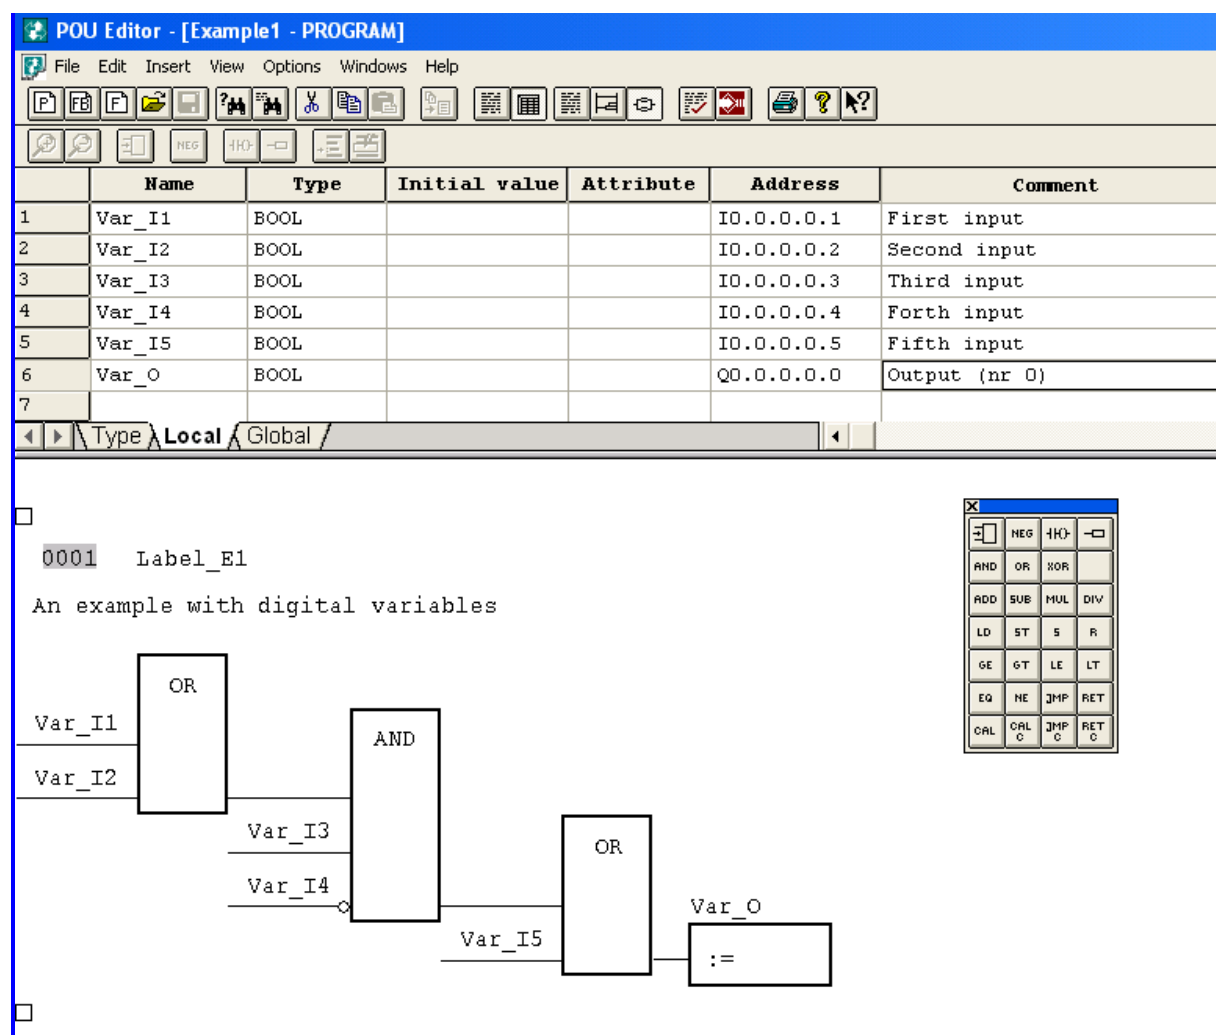 POU Editor - [Example1 - PROGRAM]
File Edit Insert View Options Windows Help
P FB F ? ?
NEG
Name Type Initial value Attribute Address Comment
1 Var_I1 BOOL I0.0.0.0.1 First input
2 Var_I2 BOOL I0.0.0.0.2 Second input
3 Var_I3 BOOL I0.0.0.0.3 Third input
4 Var_I4 BOOL I0.0.0.0.4 Forth input
5 Var_I5 BOOL I0.0.0.0.5 Fifth input
6 Var_O BOOL Q0.0.0.0.0 Output (nr 0)
7
Type Local Global
0001 Label_E1
An example with digital variables
OR
Var_I1
AND
Var_I2
Var_I3
OR
Var_I4
Var_O
Var_I5
:=
NEG
AND OR XOR
ADD SUB MUL DIV
LD ST S R
GE GT LE LT
EQ NE JMP RET
CAL CAL C JMP C RET C